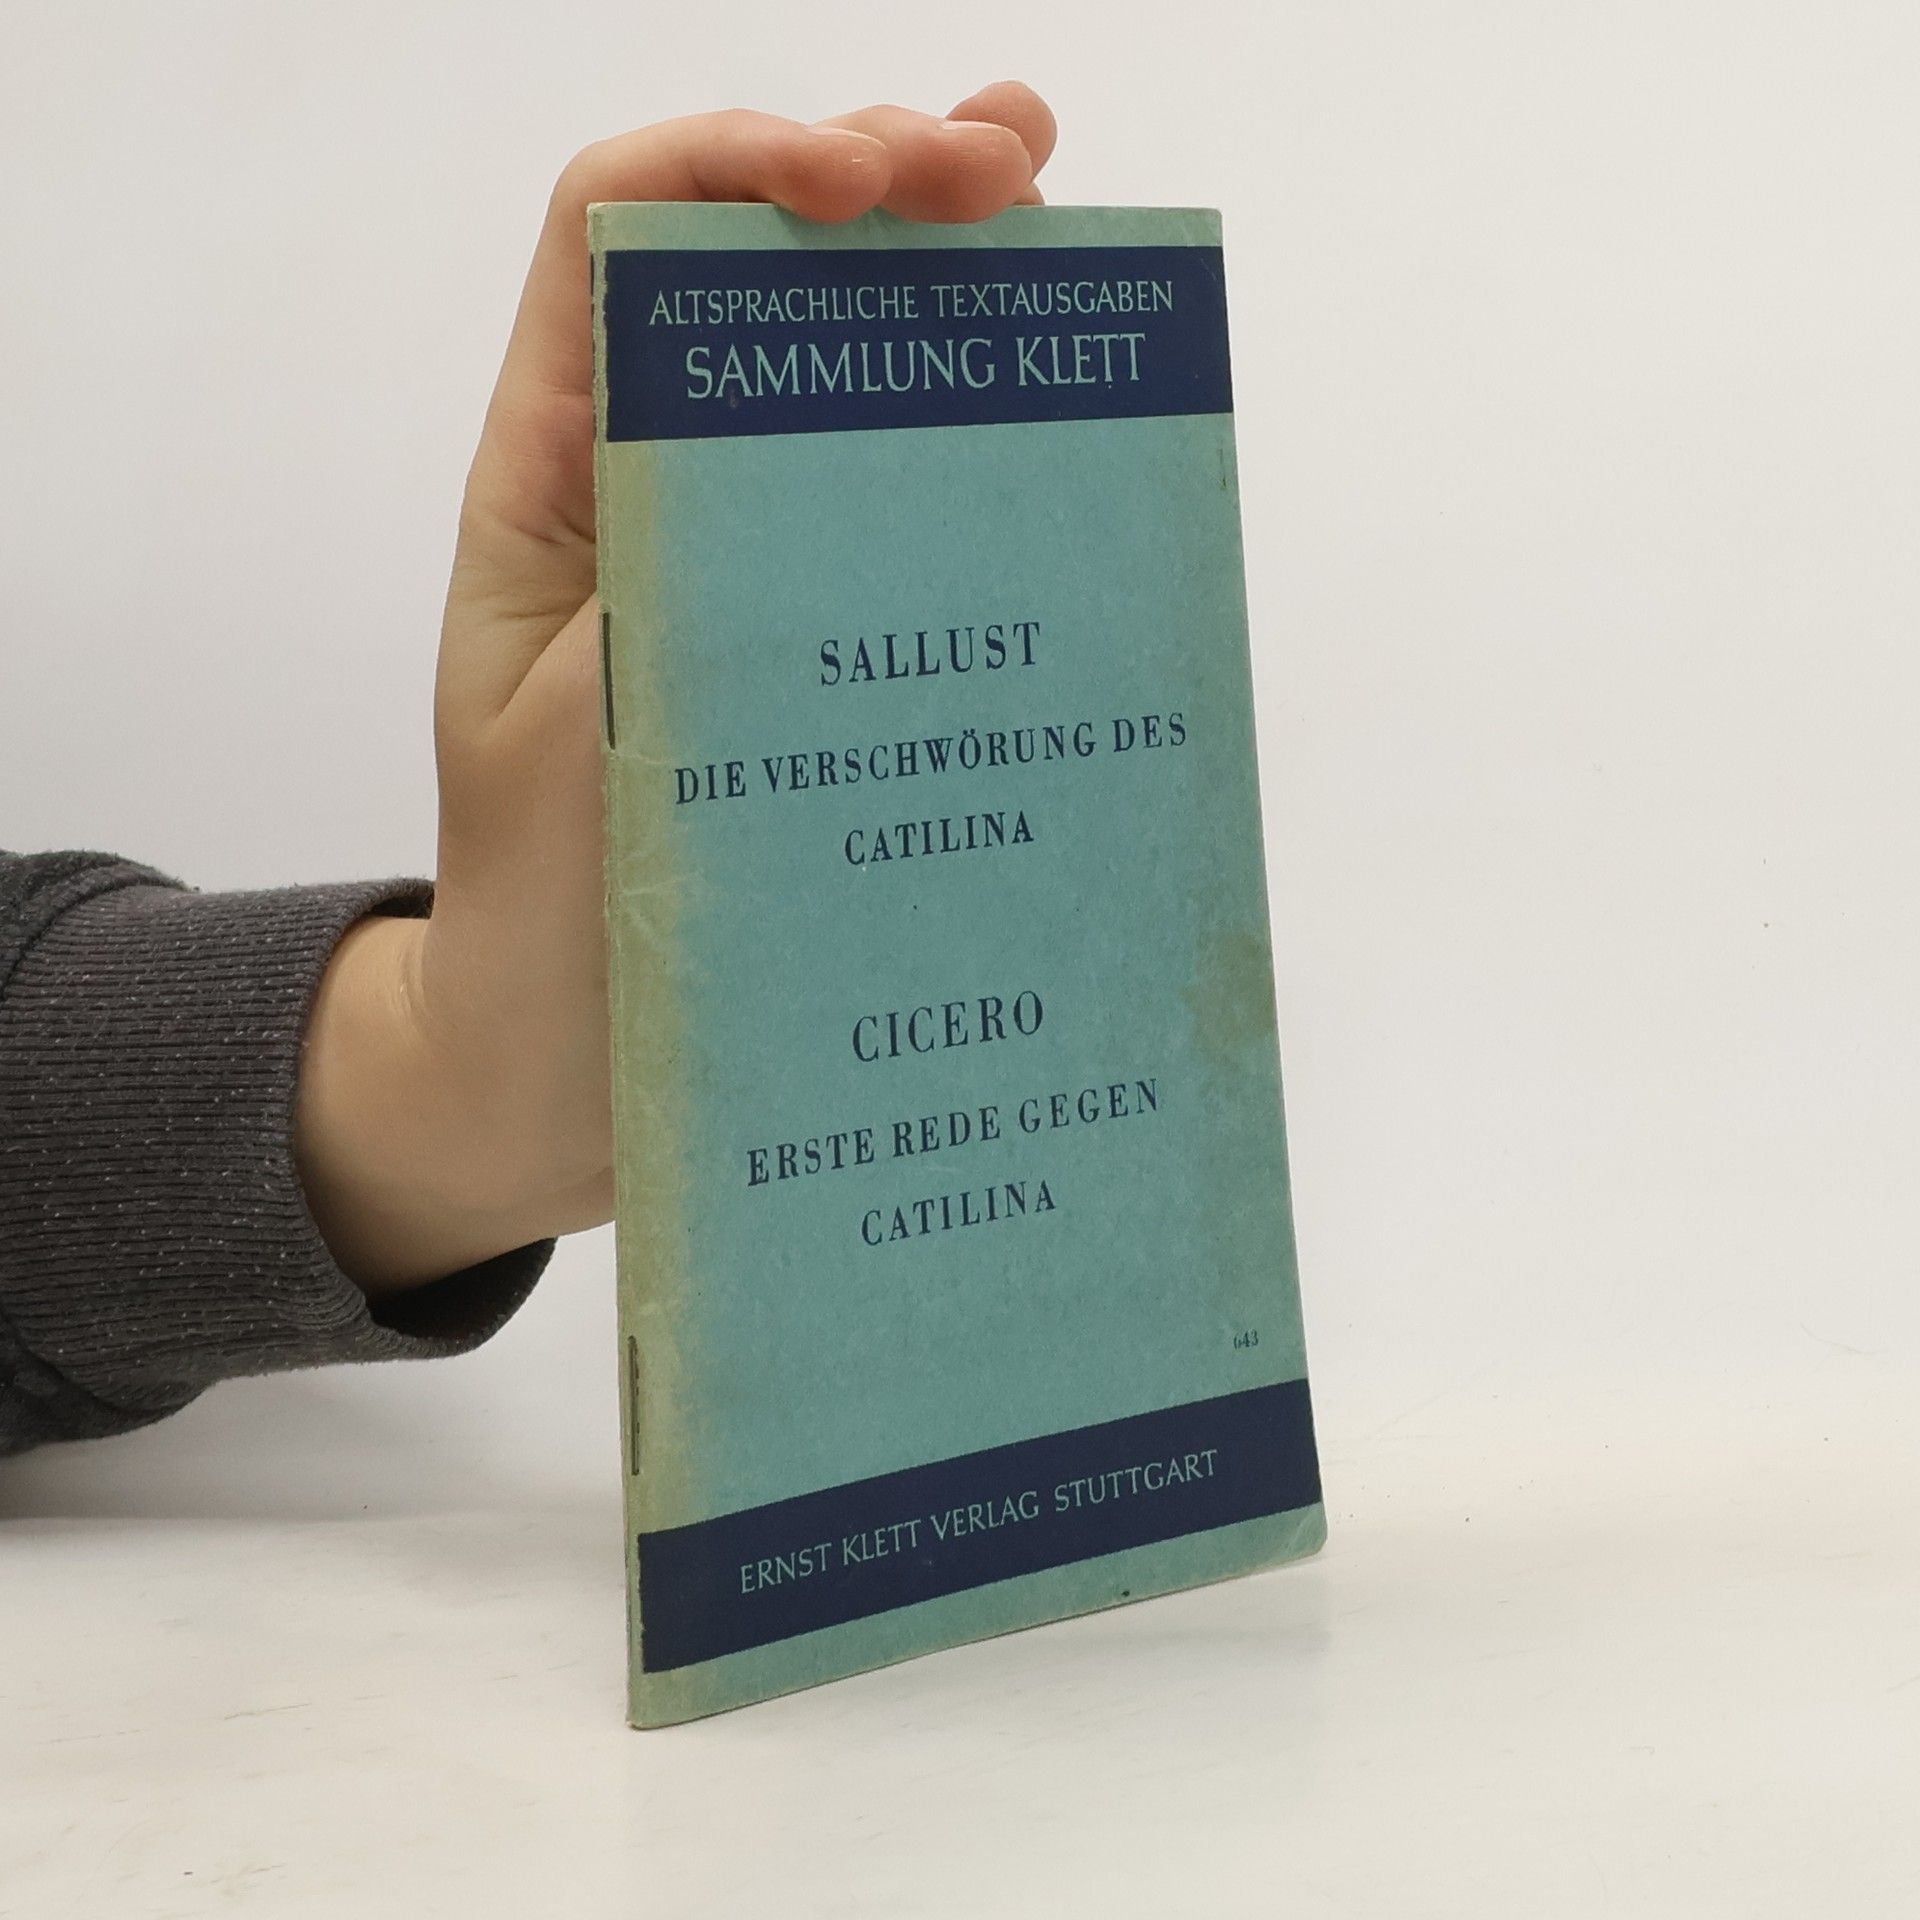 ALTSPRACHLICHE TEXTAUSGABEN
SAMMLUNG KLETT
SALLUST
DIE VERSCHWÖRUNG DES
CATILINA
CICERO
ERSTE REDE GEGEN
CATILINA
643
ERNST KLETT VERLAG STUTTGART